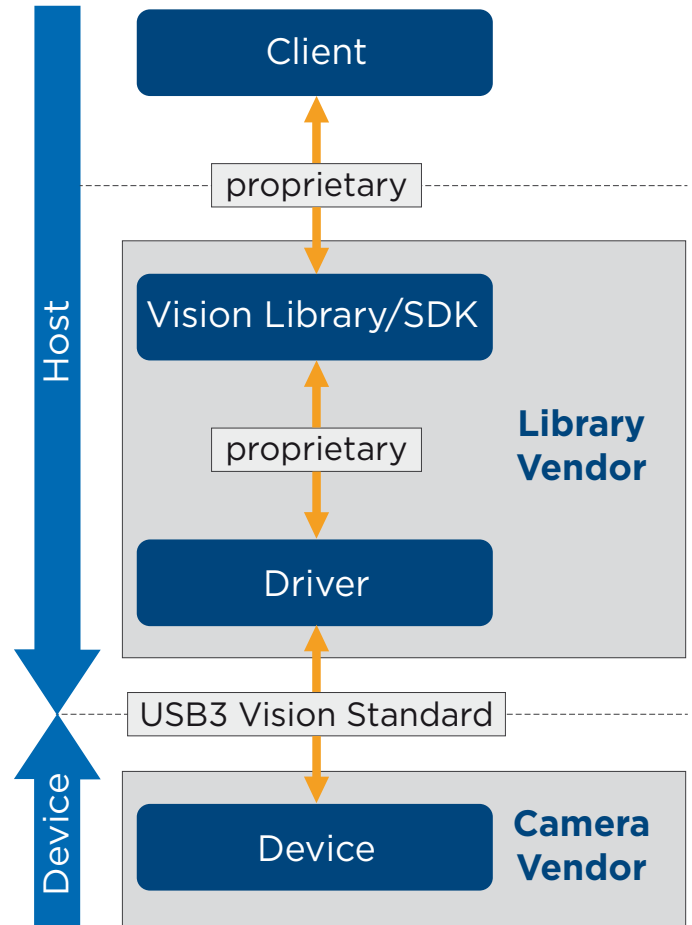 Client
proprietary
Host
Vision Library/SDK
proprietary
Library
Vendor
Driver
USB3 Vision Standard
Device
Device
Camera
Vendor